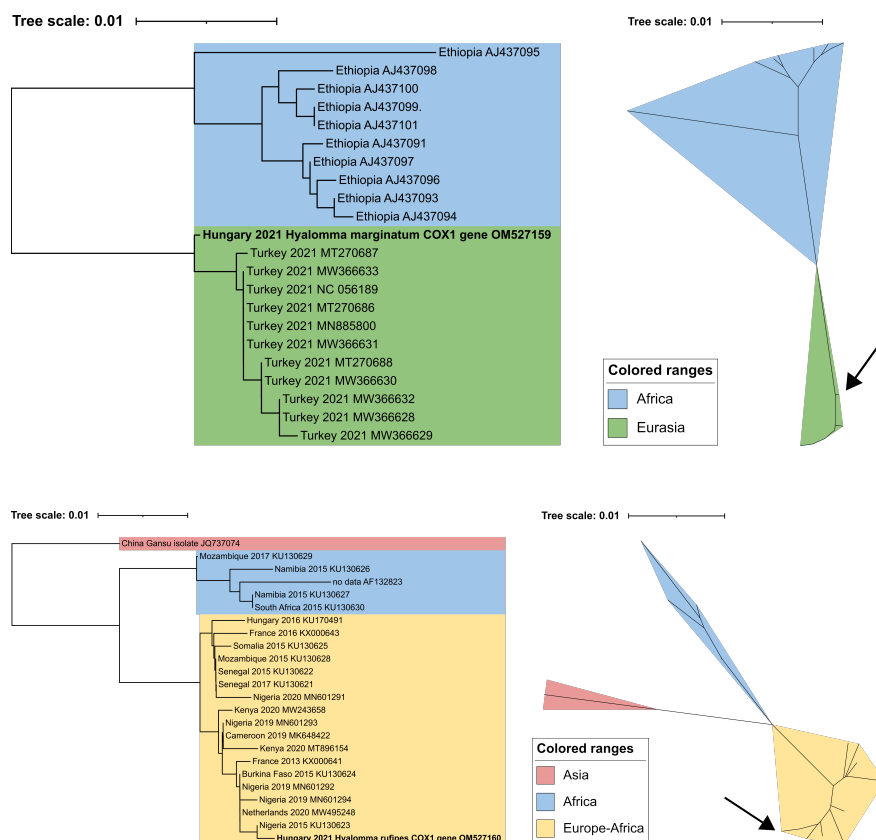 Tree scale: 0.01
Ethiopia AJ437095
Ethiopia AJ437098
Ethiopia AJ437100
Ethiopia AJ437099.
Ethiopia AJ437101
Ethiopia AJ437091
Ethiopia AJ437097
Ethiopia AJ437096
Ethiopia AJ437093
Ethiopia AJ437094
Hungary 2021 Hyalomma marginatum COX1 gene OM527159
Turkey 2021 MT270687
Turkey 2021 MW366633
Turkey 2021 NC 056189
Turkey 2021 MT270686
Turkey 2021 MN885800
Turkey 2021 MW366631
Turkey 2021 MT270688
Turkey 2021 MW366630
Turkey 2021 MW366632
Turkey 2021 MW366628
Turkey 2021 MW366629
Tree scale: 0.01
Colored ranges
Africa
Eurasia
Tree scale: 0.01
China Gansu isolate JQ737074
Mozambique 2017 KU130629
Namibia 2015 KU130626
no data AF132823
Namibia 2015 KU130627
South Africa 2015 KU130630
Hungary 2016 KU170491
France 2016 KX000643
Somalia 2015 KU130625
Mozambique 2015 KU130628
Senegal 2015 KU130622
Senegal 2017 KU130621
Nigeria 2020 MN601291
Kenya 2020 MW243658
Nigeria 2019 MN601293
Cameroon 2019 MK648422
Kenya 2020 MT896154
France 2013 KX000641
Burkina Faso 2015 KU130624
Nigeria 2019 MN601292
Nigeria 2019 MN601294
Netherlands 2020 MW495248
Nigeria 2015 KU130623
Hungary 2021 Hyalomma rufipes COX1 gene OM527160
Tree scale: 0.01
Colored ranges
Asia
Africa
Europe-Africa